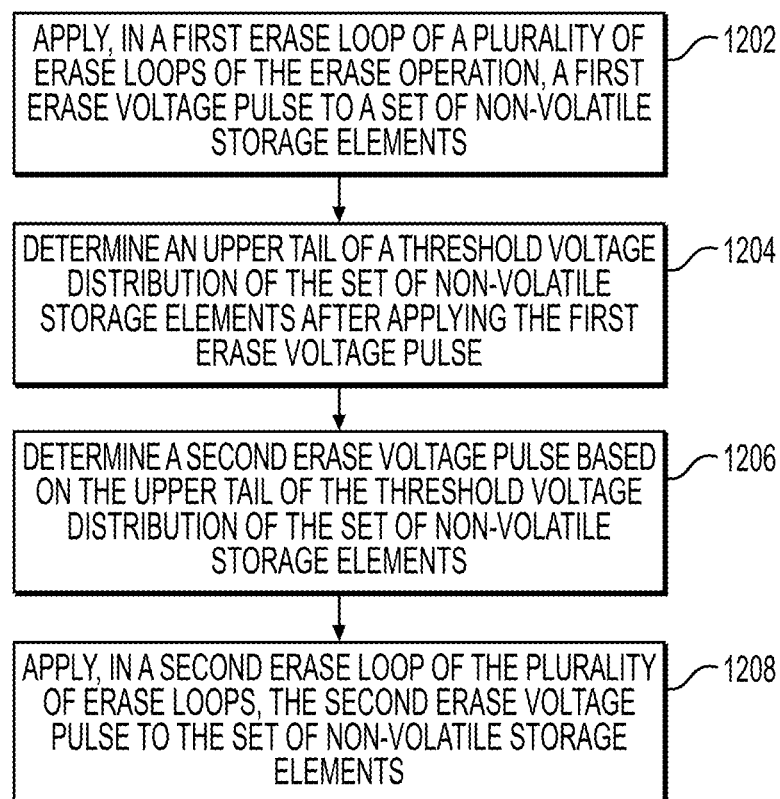 APPLY, IN A FIRST ERASE LOOP OF A PLURALITY OF
ERASE LOOPS OF THE ERASE OPERATION, A FIRST
ERASE VOLTAGE PULSE TO A SET OF NON-VOLATILE
STORAGE ELEMENTS
1202
DETERMINE AN UPPER TAIL OF A THRESHOLD VOLTAGE
DISTRIBUTION OF THE SET OF NON-VOLATILE
STORAGE ELEMENTS AFTER APPLYING THE FIRST
ERASE VOLTAGE PULSE
1204
DETERMINE A SECOND ERASE VOLTAGE PULSE BASED
ON THE UPPER TAIL OF THE THRESHOLD VOLTAGE
DISTRIBUTION OF THE SET OF NON-VOLATILE
STORAGE ELEMENTS
1206
APPLY, IN A SECOND ERASE LOOP OF THE PLURALITY
OF ERASE LOOPS, THE SECOND ERASE VOLTAGE
PULSE TO THE SET OF NON-VOLATILE STORAGE
ELEMENTS
1208